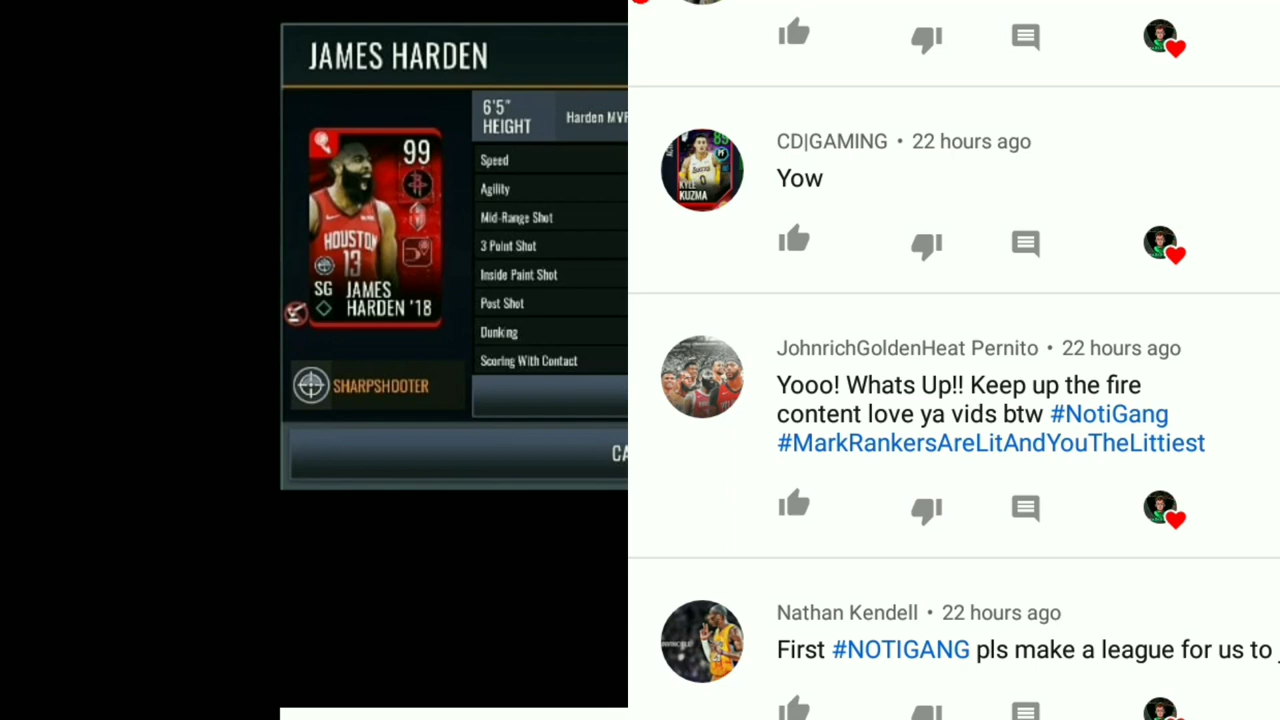 JAMES HARDEN
99
HOUSTON
13
SG JAMES
HARDEN '18
SHARPSHOOTER
6'5"
HEIGHT
Harden MVP
Speed
Agility
Mid-Range Shot
3 Point Shot
Inside Paint Shot
Post Shot
Dunking
Scoring With Contact
CA
CD|GAMING • 22 hours ago
Yow
KYLE
KUZMA
JohnrichGoldenHeat Pernito • 22 hours ago
Yooo! Whats Up!! Keep up the fire
content love ya vids btw #NotiGang
#MarkRankersAreLitAndYouTheLittiest
Nathan Kendell • 22 hours ago
First #NOTIGANG pls make a league for us to